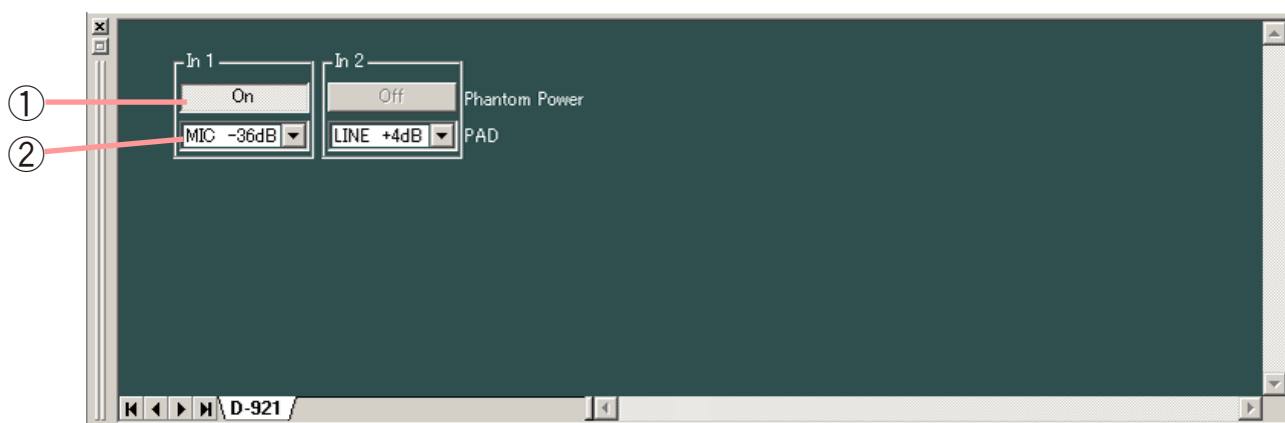 In 1 In 2
① On Off Phantom Power
② MIC -36dB LINE +4dB PAD
D-921